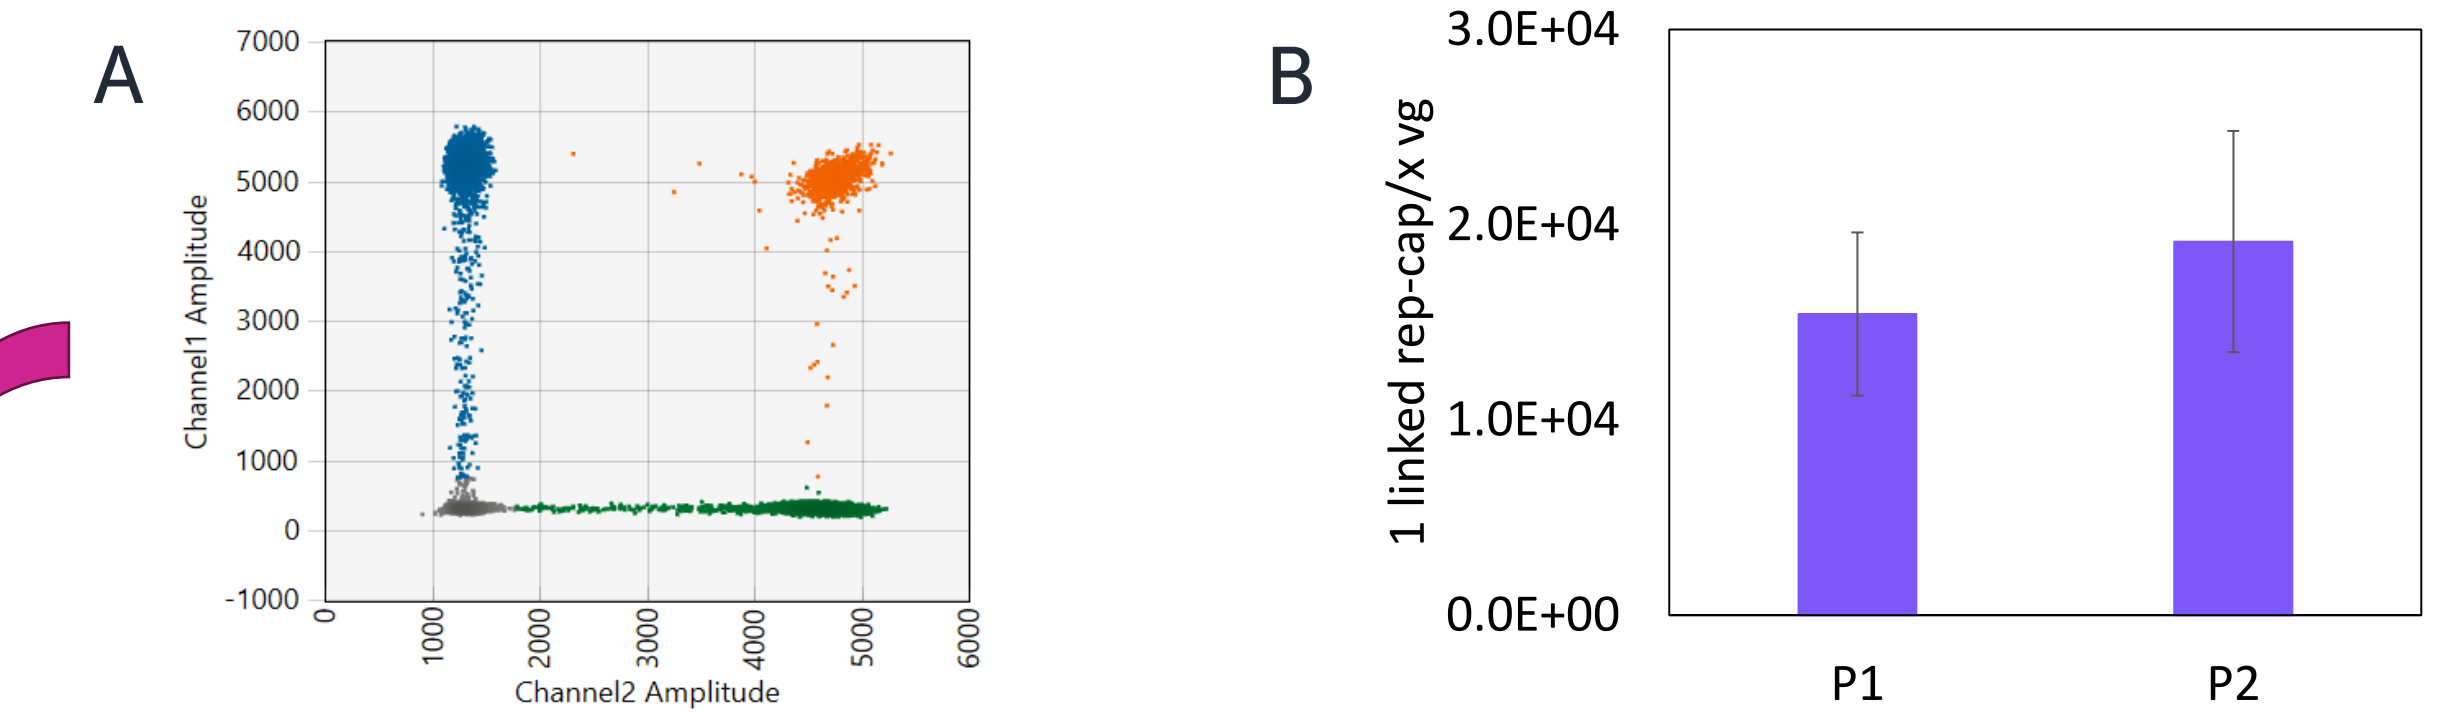 A
7000
6000
5000
4000
3000
2000
1000
0
-1000
Channel1 Amplitude
0
1000
2000
3000
4000
5000
6000
Channel2 Amplitude
B
1 linked rep-cap/x vg
3.0E+04
2.0E+04
1.0E+04
0.0E+00
P1
P2